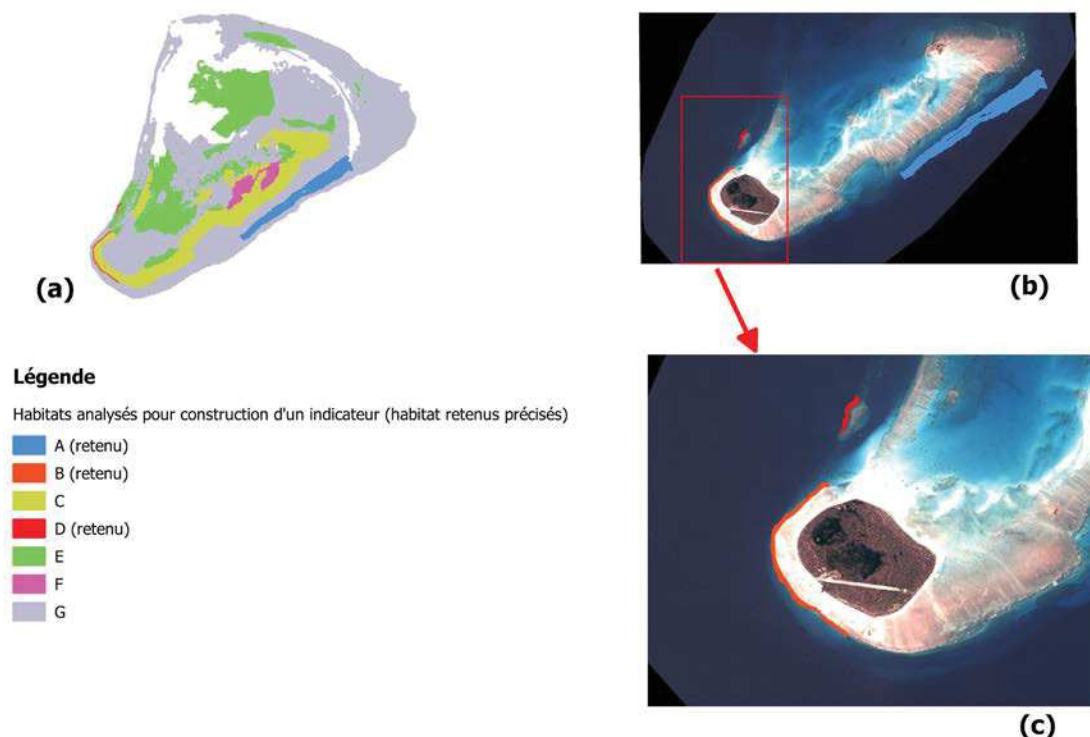 (a)
(b)
Légende
Habitats analysés pour construction d'un indicateur (habitat retenus précisés)
A (retenu)
B (retenu)
C
D (retenu)
E
F
G
(c)